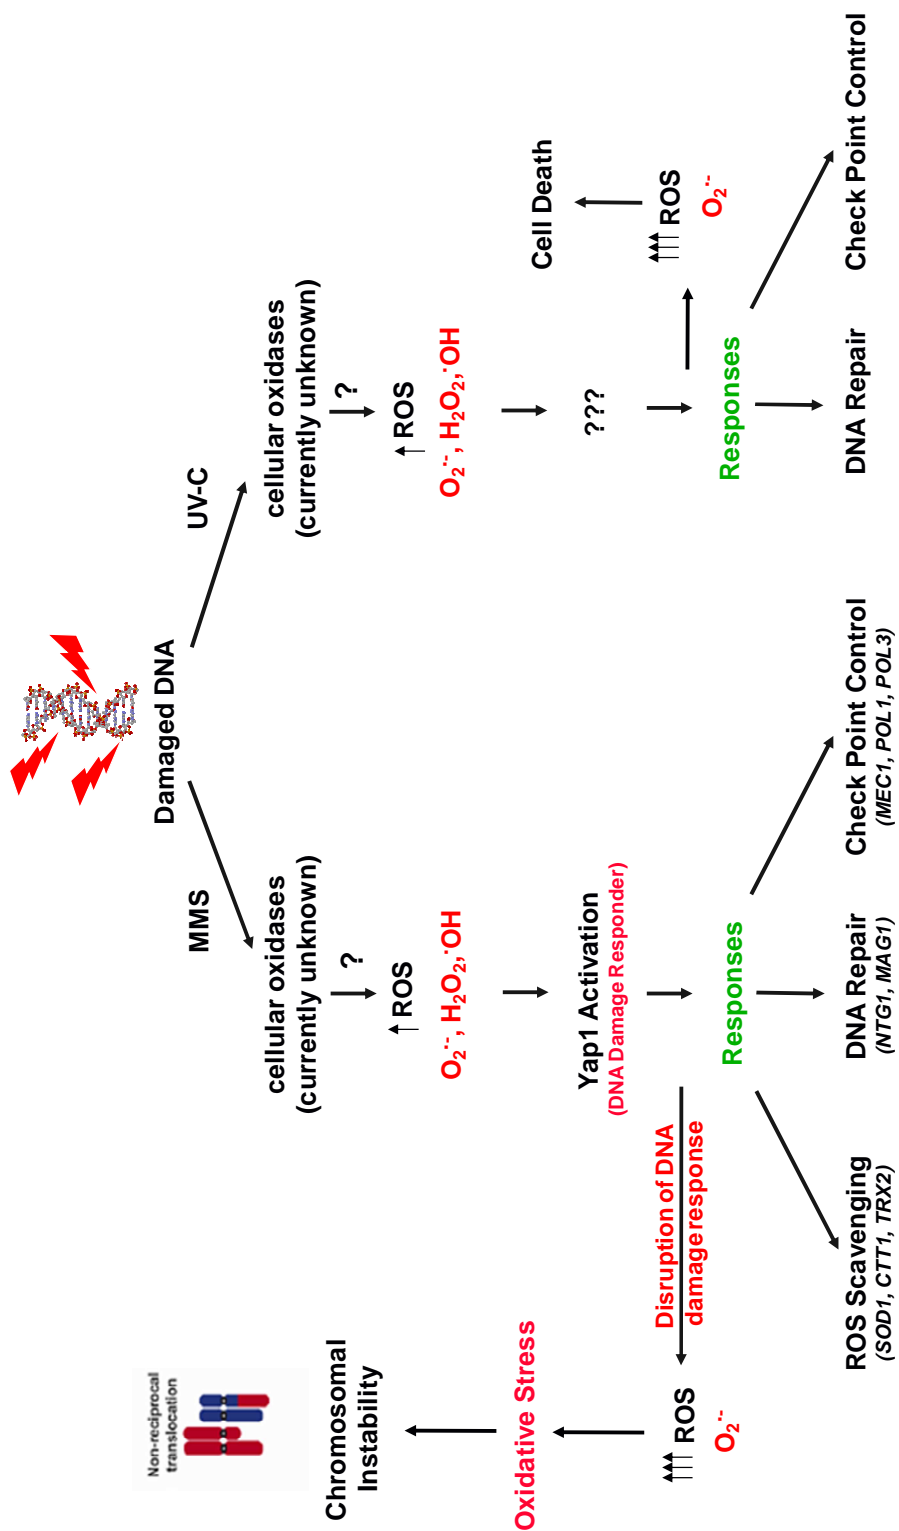 Damaged DNA
MMS
UV-C
Non-reciprocal
translocation
Chromosomal
Instability
Oxidative Stress
ROS
O₂·-
cellular oxidases
(currently unknown)
?
ROS
O₂·-, H₂O₂, ·OH
Yap1 Activation
(DNA Damage Responder)
Disruption of DNA
damage response
Responses
ROS Scavenging
(SOD1, CTT1, TRX2)
DNA Repair
(NTG1, MAG1)
Check Point Control
(MEC1, POL1, POL3)
cellular oxidases
(currently unknown)
?
ROS
O₂·-, H₂O₂, ·OH
???
Cell Death
ROS
O₂·-
Responses
DNA Repair
Check Point Control